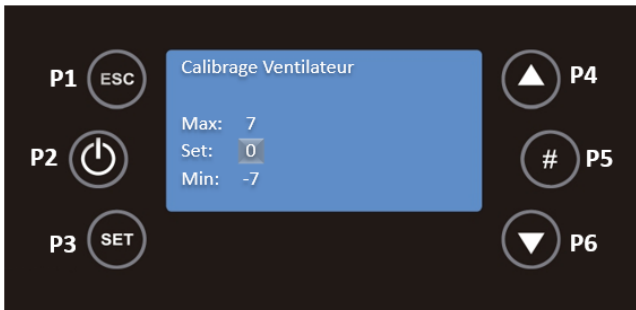 P1 ESC
P2
P3 SET
Calibrage Ventilateur
Max: 7
Set: 0
Min: -7
P4
# P5
P6